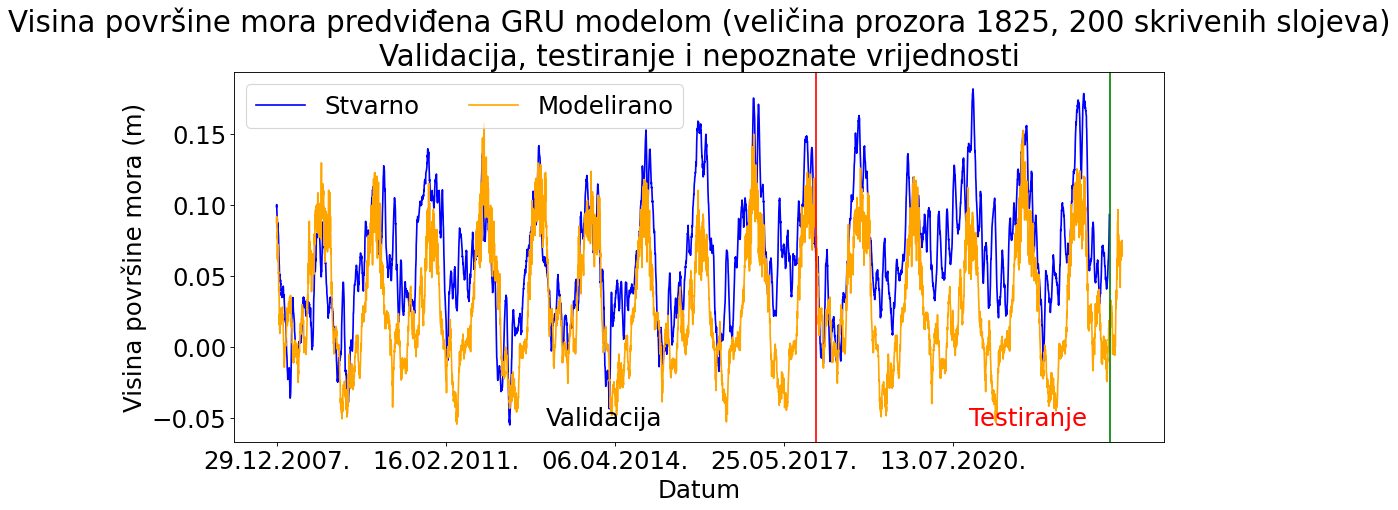 Visina površine mora predviđena GRU modelom (veličina prozora 1825, 200 skrivenih slojeva)
Validacija, testiranje i nepoznate vrijednosti
Stvarno
Modelirano
Visina površine mora (m)
0.15
0.10
0.05
0.00
−0.05
Validacija
Testiranje
29.12.2007.
16.02.2011.
06.04.2014.
25.05.2017.
13.07.2020.
Datum